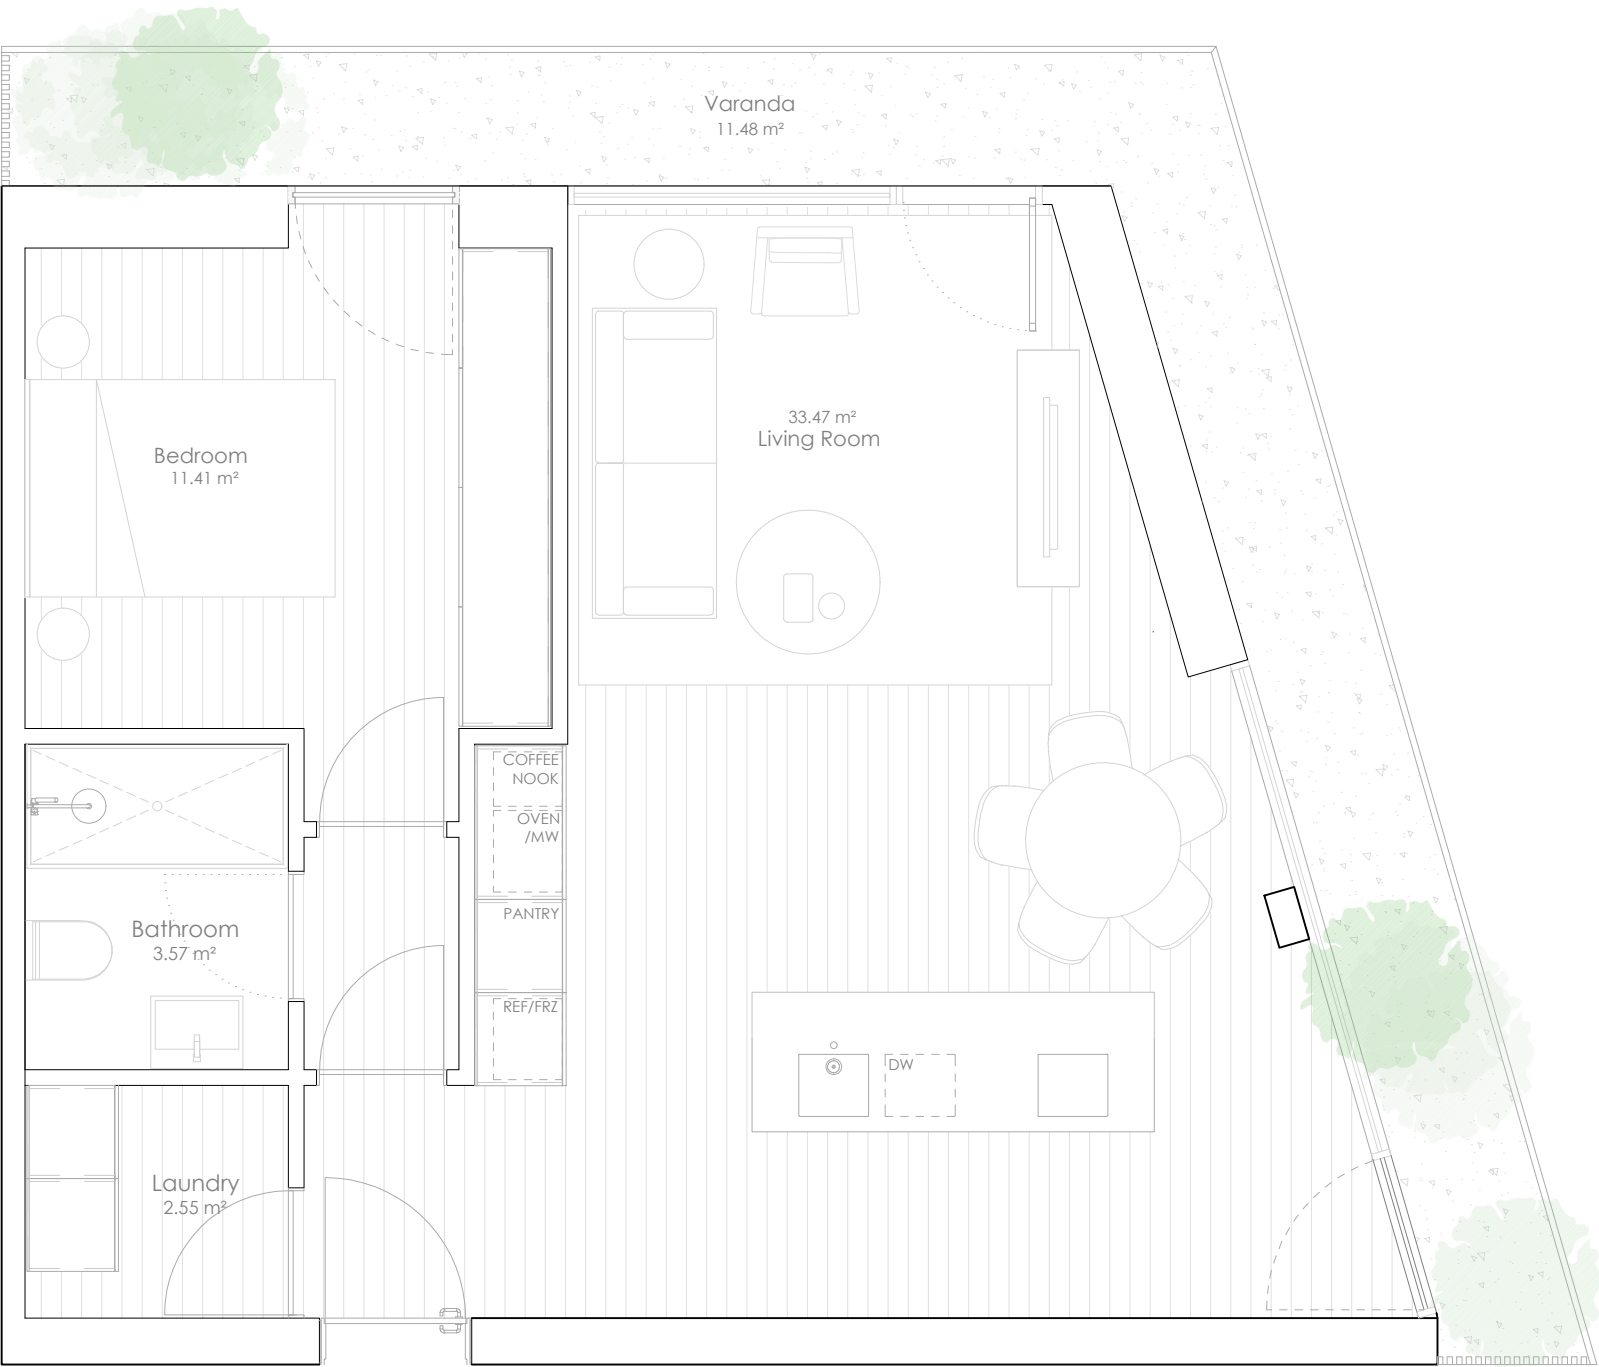 Varanda
11.48 m²
33.47 m²
Living Room
Bedroom
11.41 m²
COFFEE
NOOK
OVEN
/MW
PANTRY
Bathroom
3.57 m²
REF/FRZ
DW
Laundry
2.55 m²